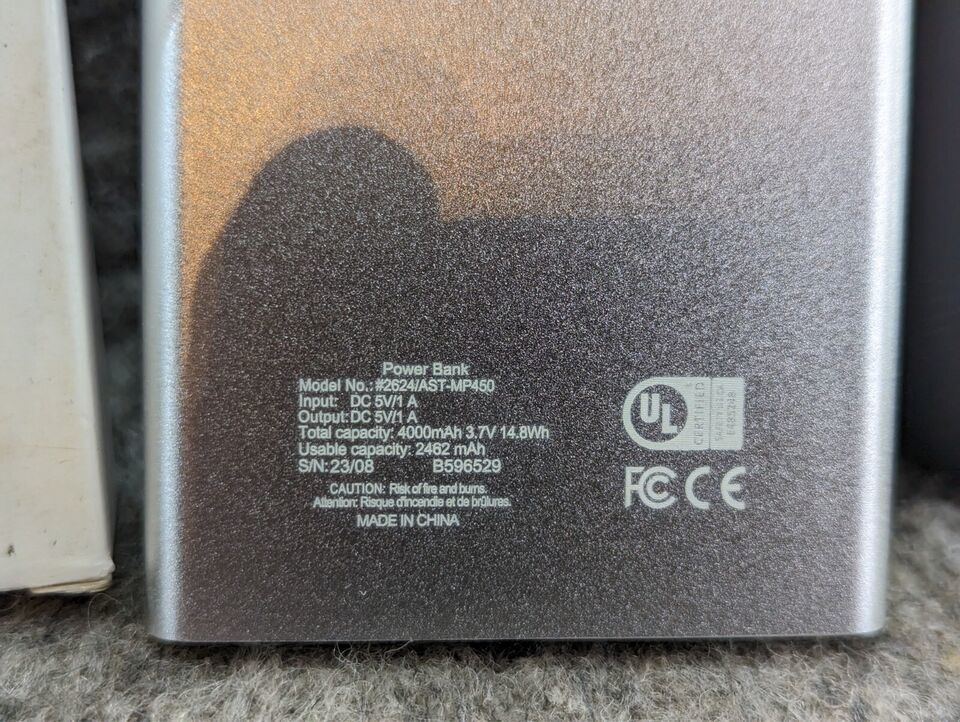 Power Bank
Model No.: #2624/AST-MP450
Input: DC 5V/1 A
Output: DC 5V/1 A
Total capacity: 4000mAh 3.7V 14.8Wh
Usable capacity: 2462 mAh
S/N: 23/08 B596529
CAUTION: Risk of fire and burns.
Attention: Risque d'incendie et de brûlures.
MADE IN CHINA
UL
CERTIFIED
FC CE